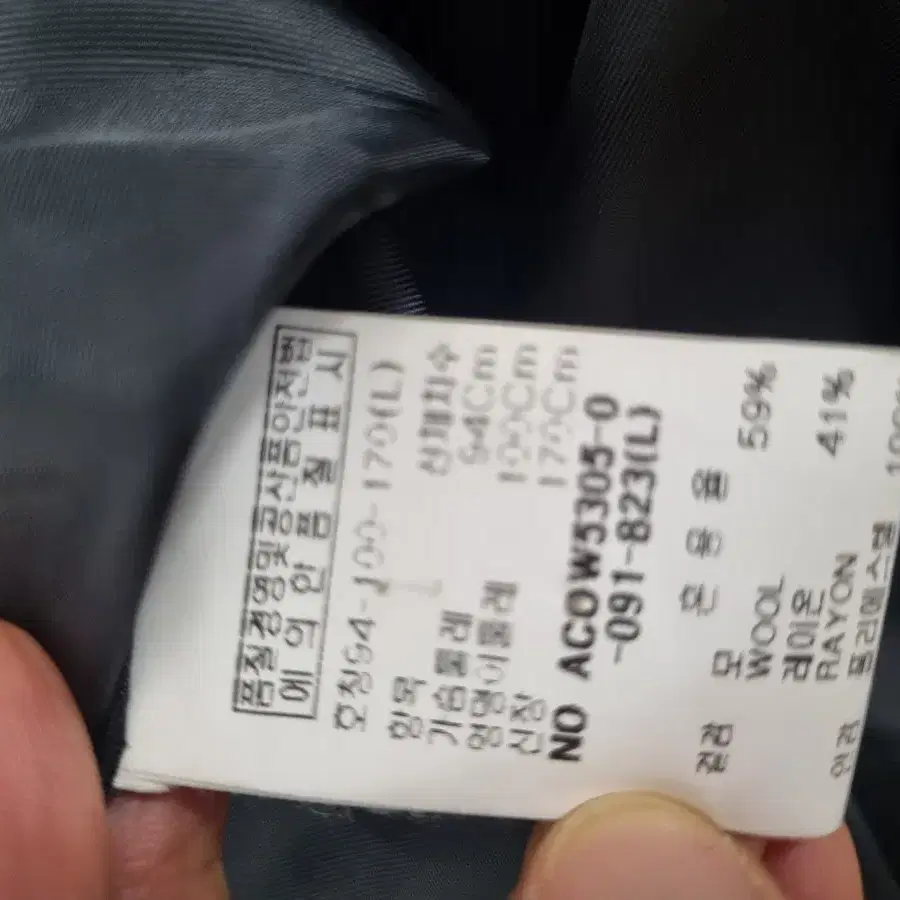 품질경영및공산품안전법
에 의 한 품 질 표 시
호칭94-100-170(L)
항목 신체치수
가슴둘레 94Cm
엉덩이둘레 100Cm
신장 170Cm
NO ACOW5305-0
-091-823(L)
혼 용 율
겉감 모
WOOL 59%
레이온
RAYON 41%
안감 폴리에스텔 100%